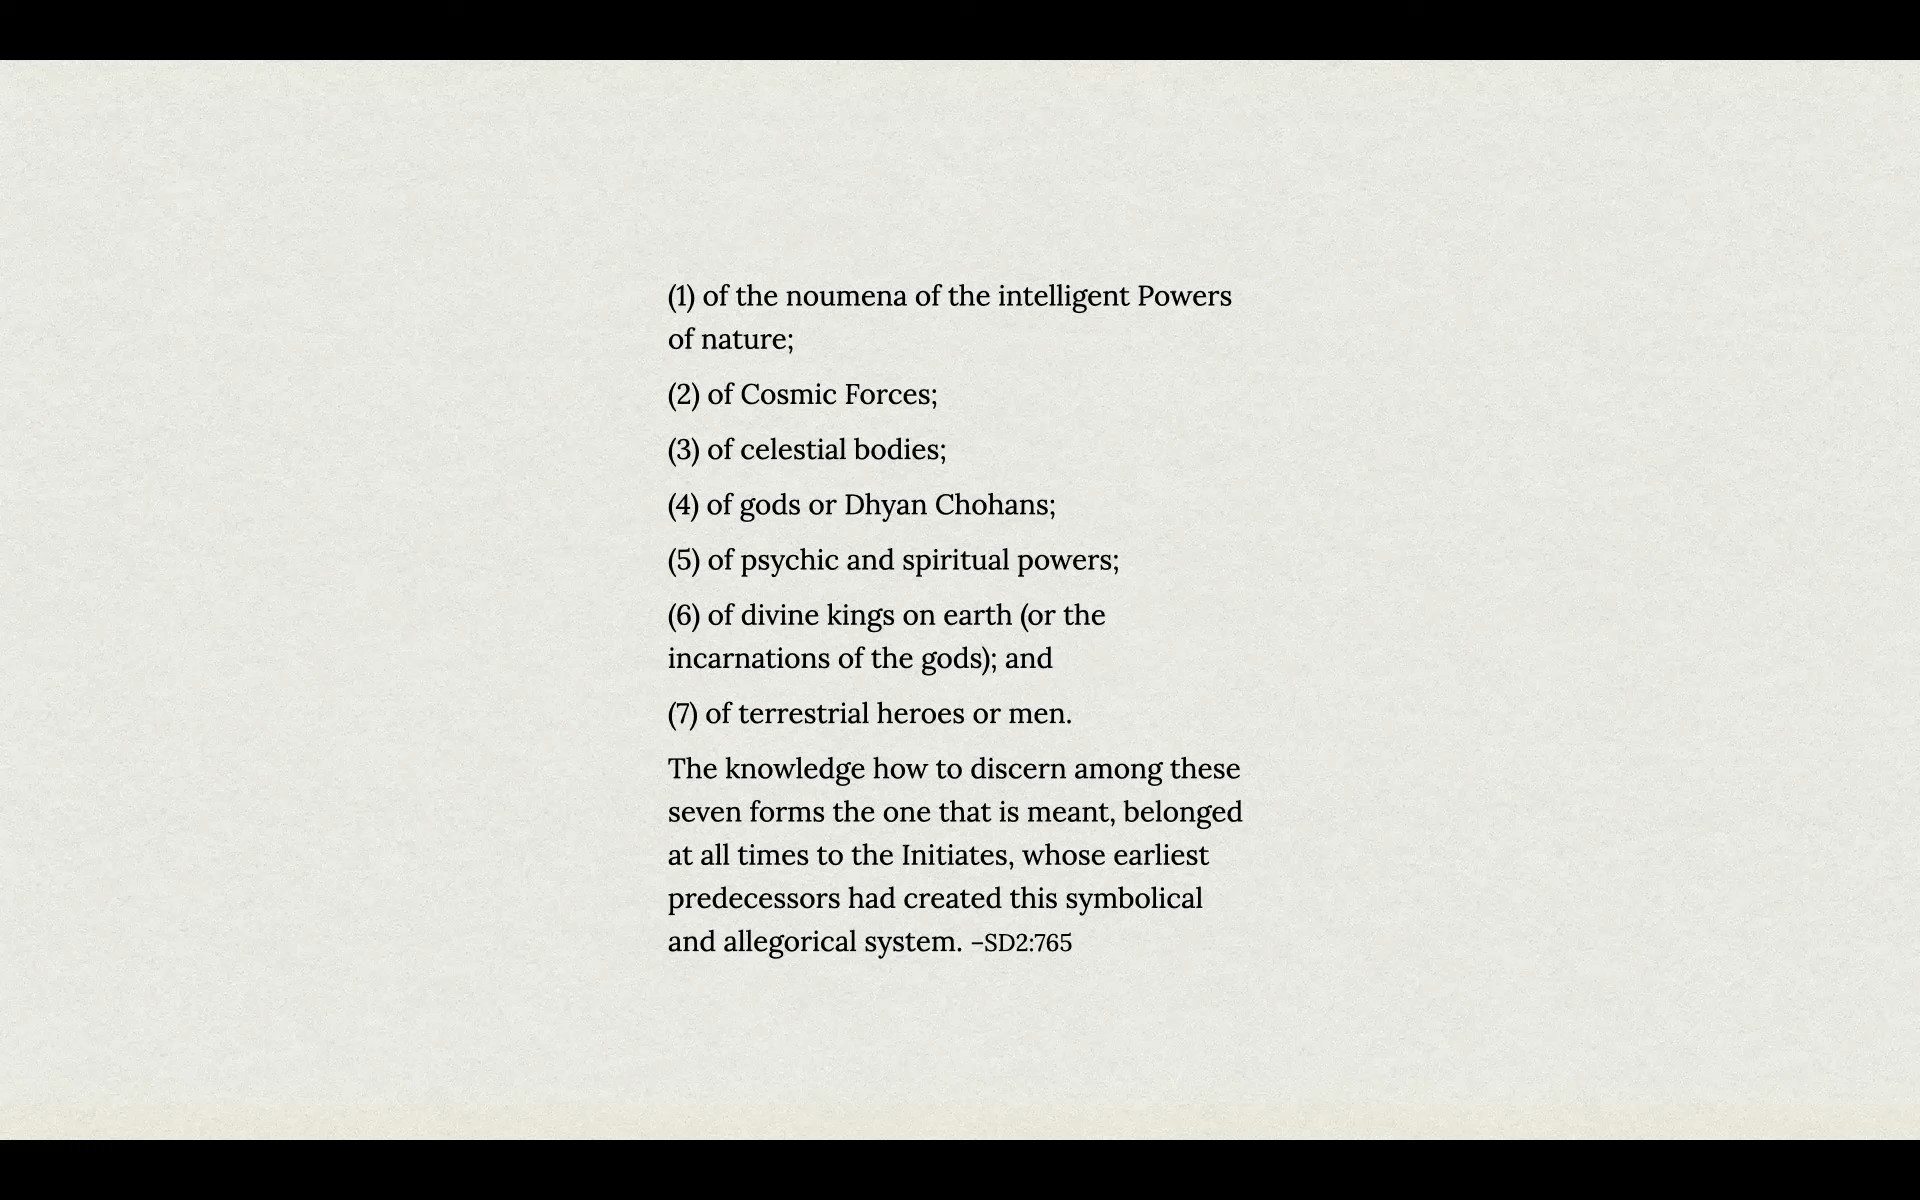 (1) of the noumena of the intelligent Powers
of nature;
(2) of Cosmic Forces;
(3) of celestial bodies;
(4) of gods or Dhyan Chohans;
(5) of psychic and spiritual powers;
(6) of divine kings on earth (or the
incarnations of the gods); and
(7) of terrestrial heroes or men.
The knowledge how to discern among these
seven forms the one that is meant, belonged
at all times to the Initiates, whose earliest
predecessors had created this symbolical
and allegorical system. –SD2:765